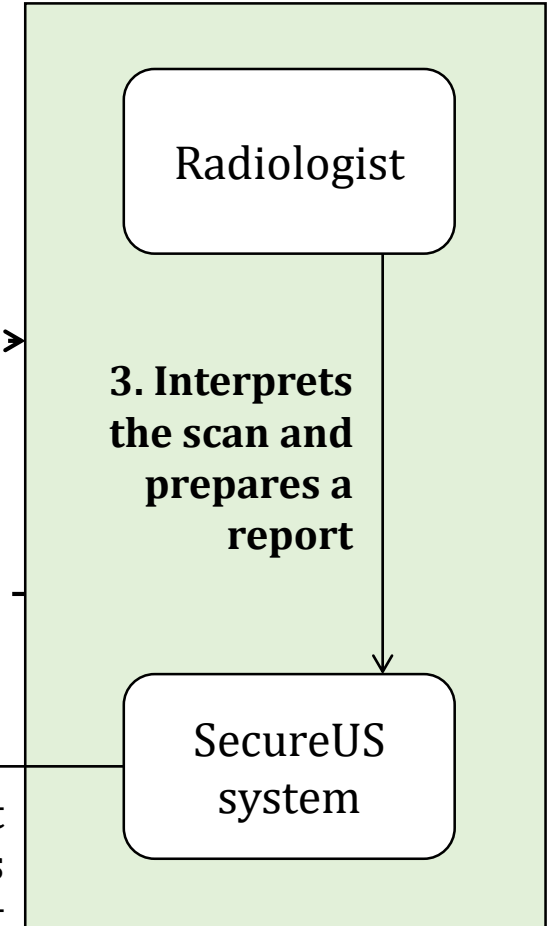 Radiologist
3. Interprets
the scan and
prepares a
report
SecureUS
system